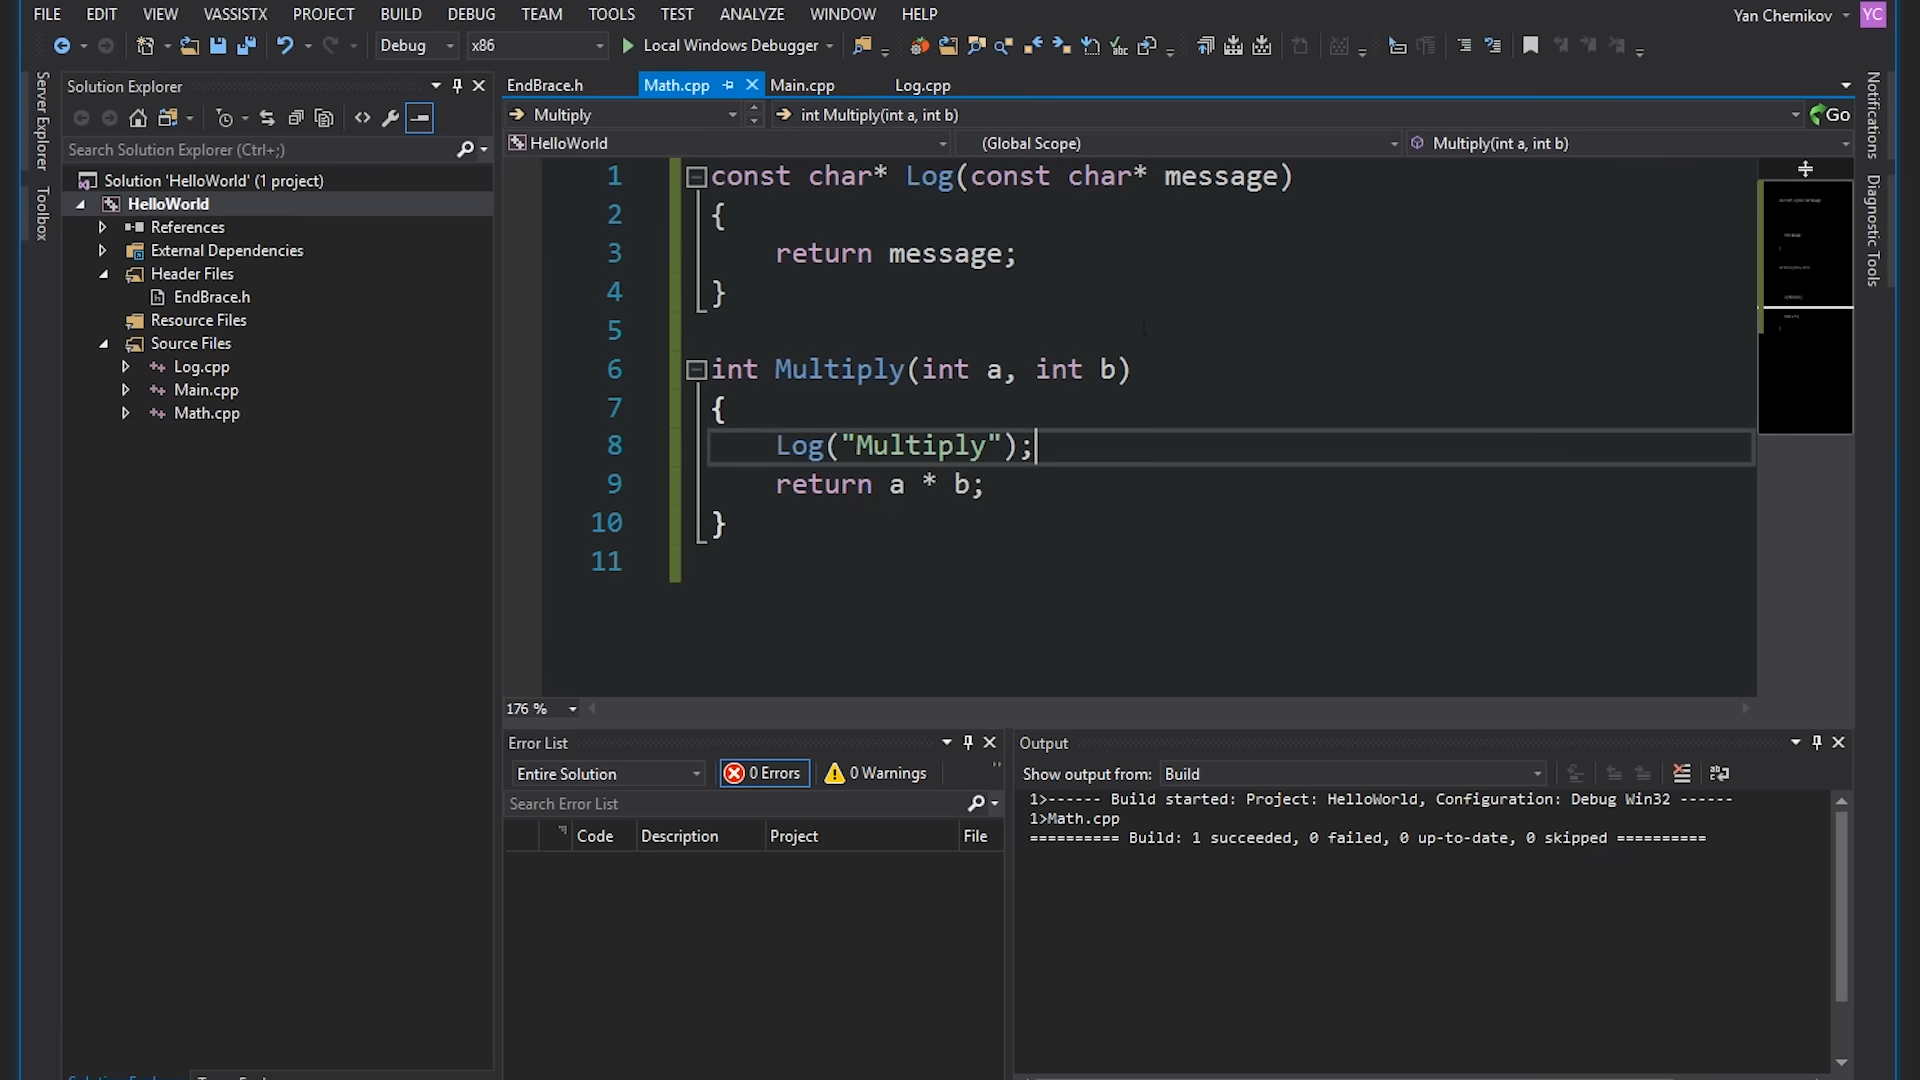 FILE EDIT VIEW VASSISTX PROJECT BUILD DEBUG TEAM TOOLS TEST ANALYZE WINDOW HELP
Yan Chernikov YC
Debug x86 Local Windows Debugger
Server Explorer
Toolbox
Solution Explorer
Search Solution Explorer (Ctrl+;)
Solution 'HelloWorld' (1 project)
HelloWorld
References
External Dependencies
Header Files
EndBrace.h
Resource Files
Source Files
Log.cpp
Main.cpp
Math.cpp
EndBrace.h Math.cpp Main.cpp Log.cpp
Multiply int Multiply(int a, int b) Go
HelloWorld (Global Scope) Multiply(int a, int b)
1 const char* Log(const char* message)
2 {
3 return message;
4 }
5
6 int Multiply(int a, int b)
7 {
8 Log("Multiply");
9 return a * b;
10 }
11
176 %
Error List
Entire Solution 0 Errors 0 Warnings "
Search Error List
Code Description Project File
Output
Show output from: Build
1>------ Build started: Project: HelloWorld, Configuration: Debug Win32 ------
1>Math.cpp
========== Build: 1 succeeded, 0 failed, 0 up-to-date, 0 skipped ==========
Notifications
Diagnostic Tools